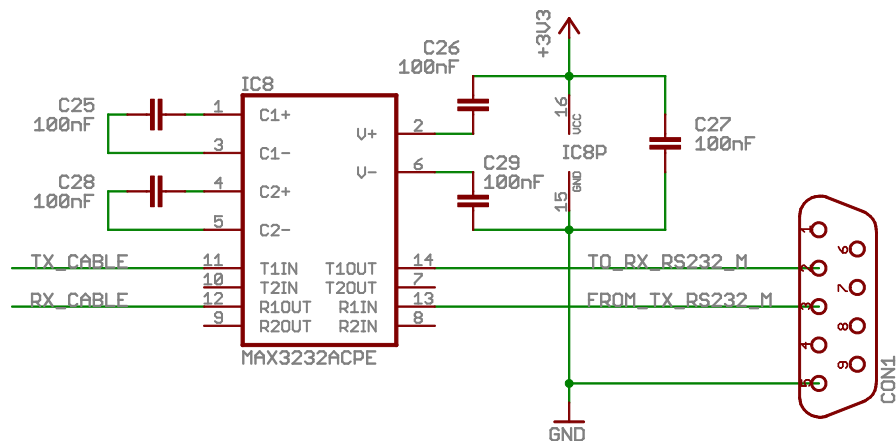 +3V3
C26
100nF
IC8
C25
100nF
1
C1+
16
VCC
C27
100nF
V+
2
3
C1-
IC8P
C28
100nF
4
C2+
V-
6
C29
100nF
GND
15
5
C2-
1
6
TX_CABLE
11
T1IN
T1OUT
14
TO_RX_RS232_M
2
10
T2IN
T2OUT
7
7
RX_CABLE
12
R1OUT
R1IN
13
FROM_TX_RS232_M
3
9
R2OUT
R2IN
8
8
4
MAX3232ACPE
9
5
CON1
GND